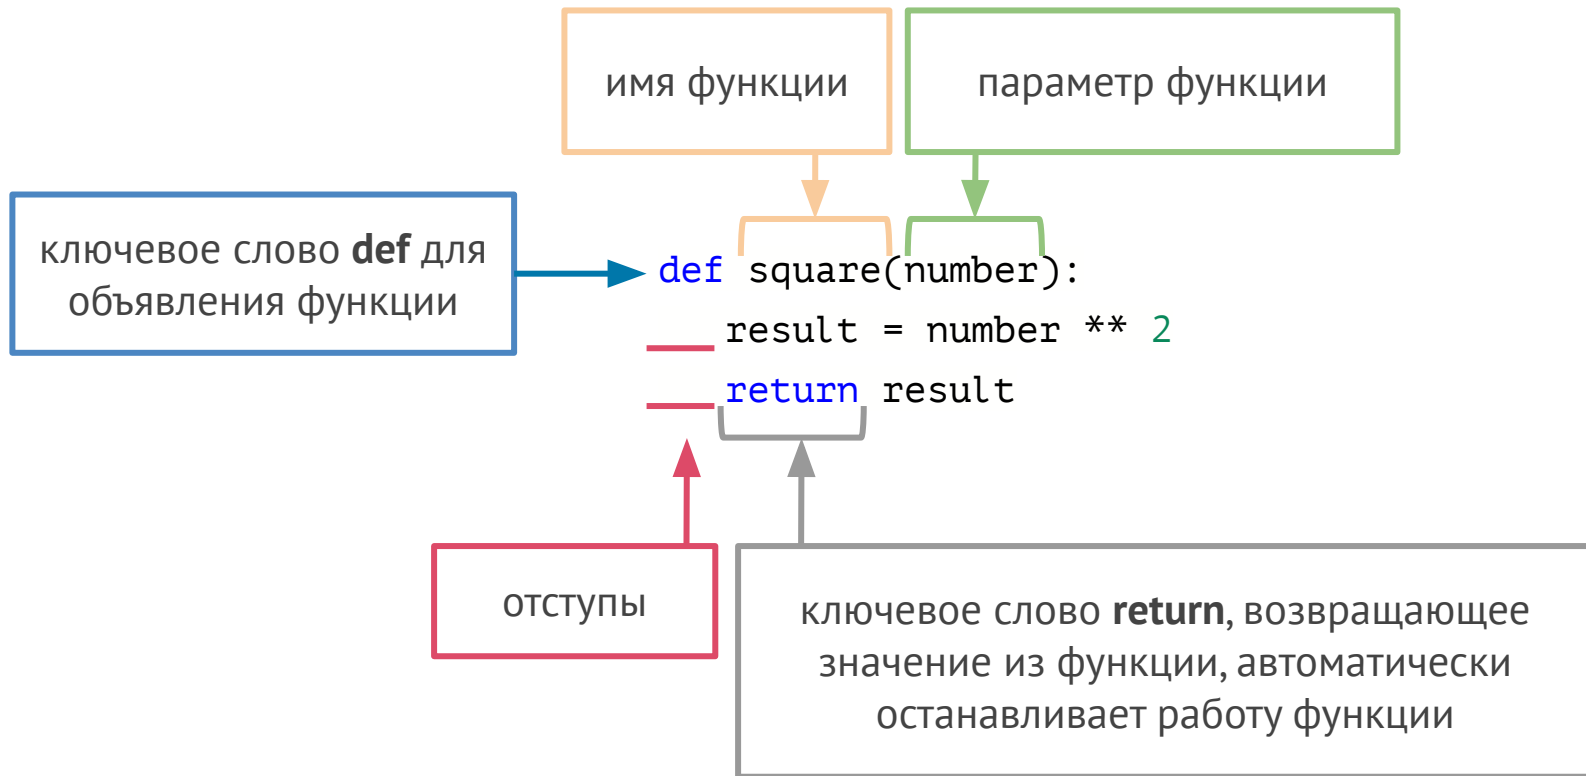 имя функции
параметр функции
ключевое слово def для
объявления функции
def square(number):
result = number ** 2
return result
отступы
ключевое слово return, возвращающее
значение из функции, автоматически
останавливает работу функции